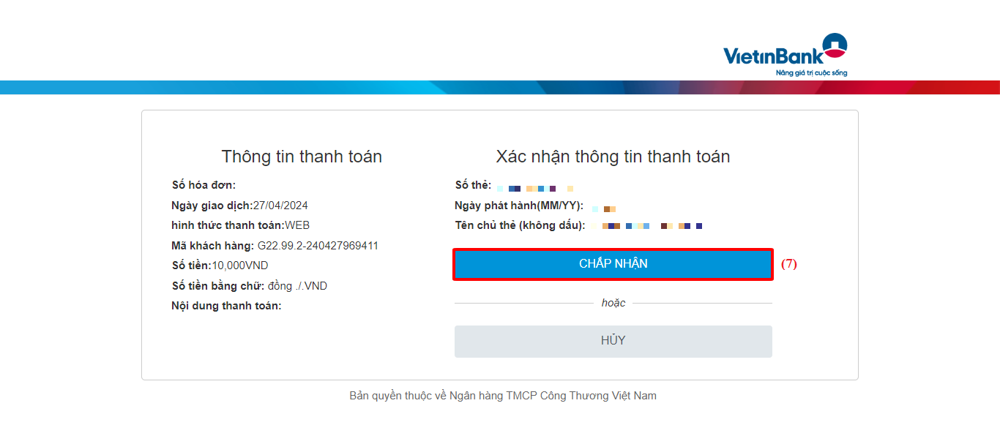 VietinBank
Nâng giá trị cuộc sống
Thông tin thanh toán
Số hóa đơn:
Ngày giao dịch:27/04/2024
hình thức thanh toán:WEB
Mã khách hàng: G22.99.2-240427969411
Số tiền:10,000VND
Số tiền bằng chữ: đồng ./.VND
Nội dung thanh toán:
Xác nhận thông tin thanh toán
Số thẻ:
Ngày phát hành(MM/YY):
Tên chủ thẻ (không dấu):
CHẤP NHẬN (7)
hoặc
HỦY
Bản quyền thuộc về Ngân hàng TMCP Công Thương Việt Nam